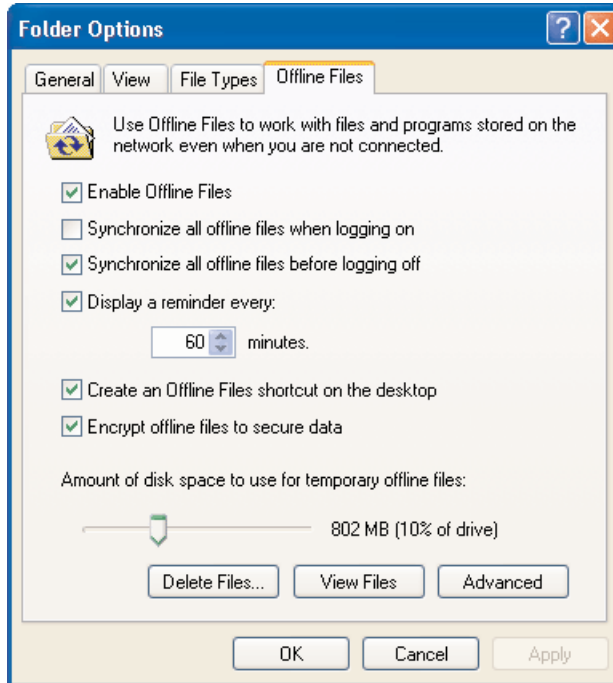 Folder Options
General View File Types Offline Files
Use Offline Files to work with files and programs stored on the
network even when you are not connected.
Enable Offline Files
Synchronize all offline files when logging on
Synchronize all offline files before logging off
Display a reminder every:
60 minutes.
Create an Offline Files shortcut on the desktop
Encrypt offline files to secure data
Amount of disk space to use for temporary offline files:
802 MB (10% of drive)
Delete Files... View Files Advanced
OK Cancel Apply